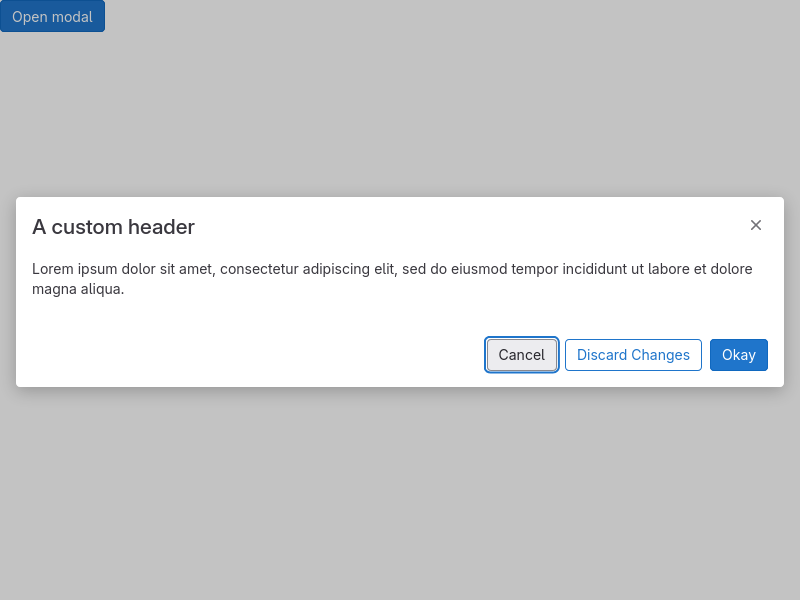 Open modal
A custom header
Lorem ipsum dolor sit amet, consectetur adipiscing elit, sed do eiusmod tempor incididunt ut labore et dolore
magna aliqua.
Cancel
Discard Changes
Okay